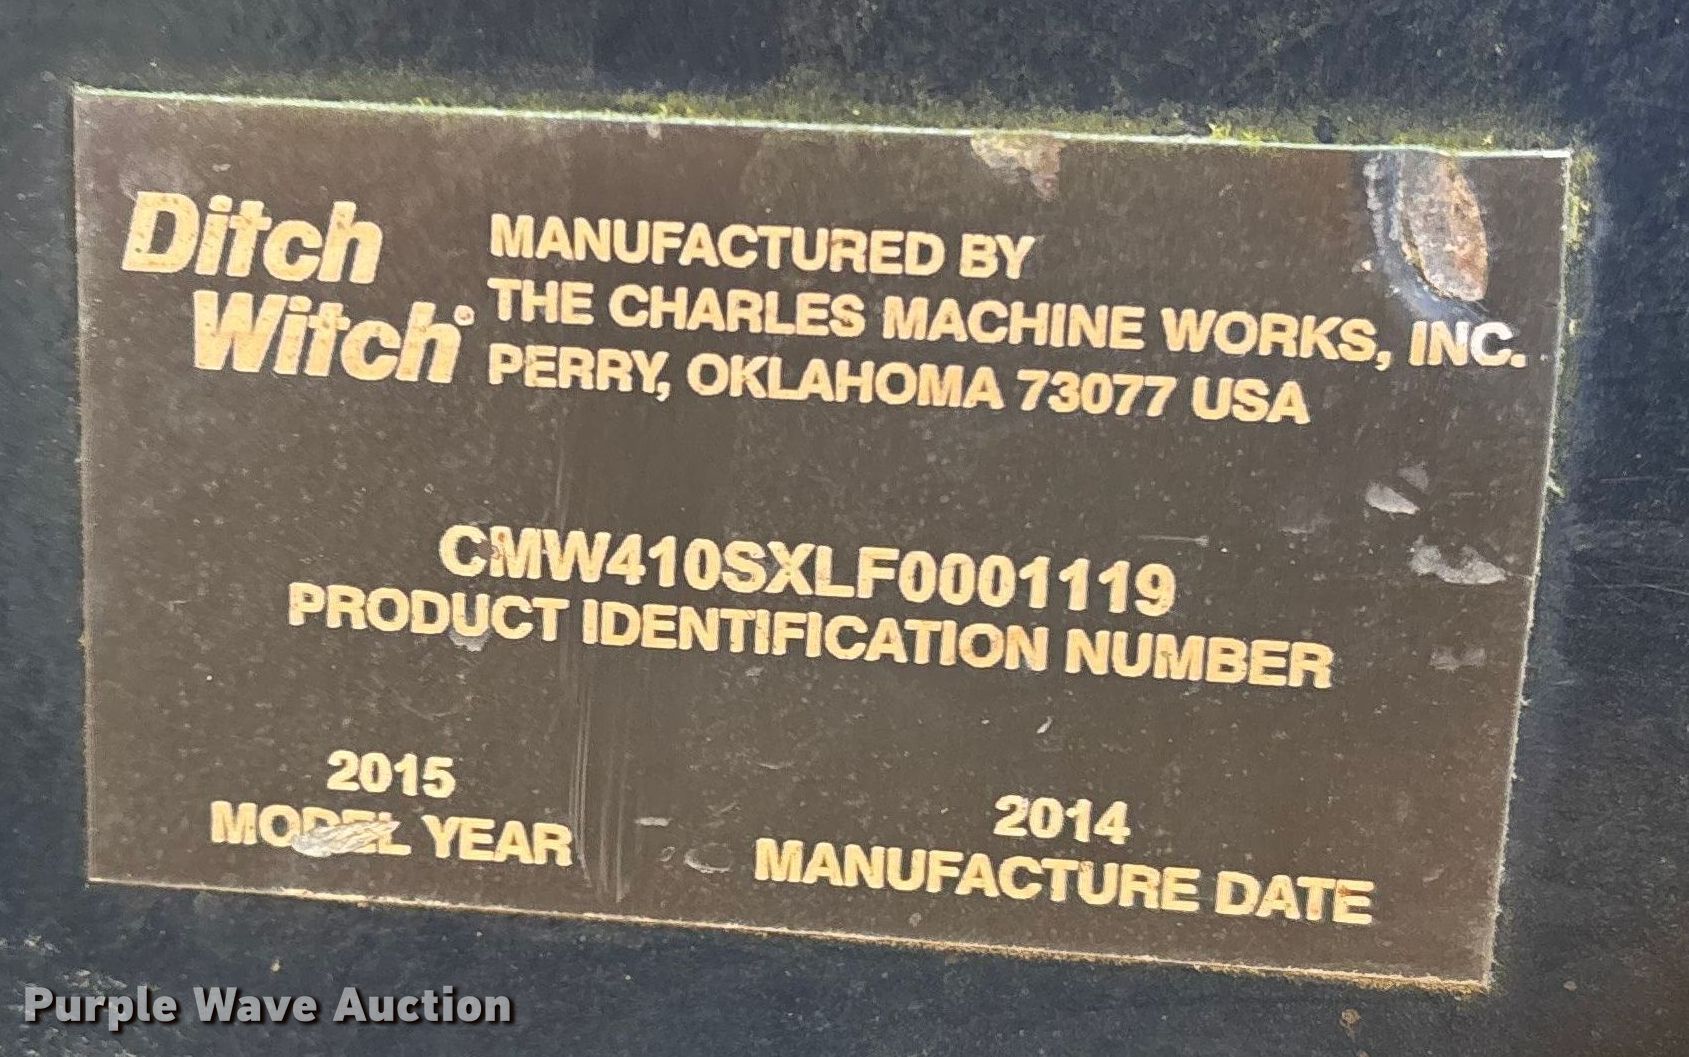 Ditch
Witch®
MANUFACTURED BY
THE CHARLES MACHINE WORKS, INC.
PERRY, OKLAHOMA 73077 USA
CMW410SXLF0001119
PRODUCT IDENTIFICATION NUMBER
2015
MODEL YEAR
2014
MANUFACTURE DATE
Purple Wave Auction